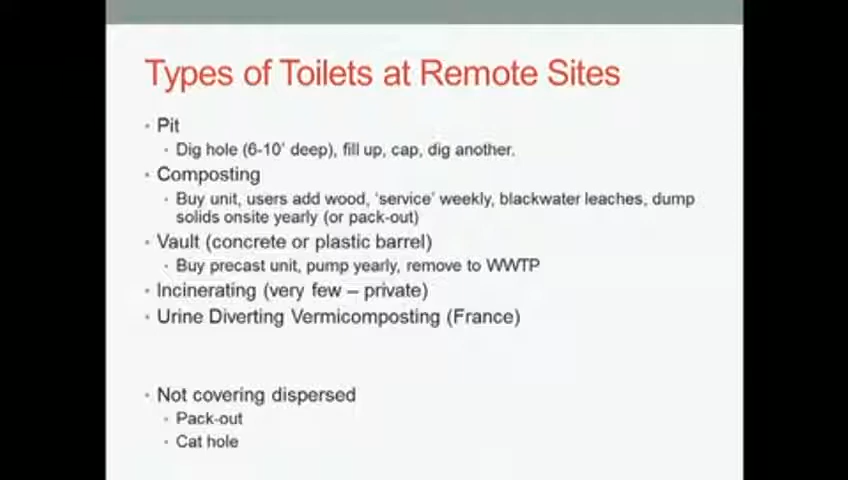 Types of Toilets at Remote Sites
· Pit
· Dig hole (6-10' deep), fill up, cap, dig another.
· Composting
· Buy unit, users add wood, 'service' weekly, blackwater leaches, dump
solids onsite yearly (or pack-out)
· Vault (concrete or plastic barrel)
· Buy precast unit, pump yearly, remove to WWTP
· Incinerating (very few – private)
· Urine Diverting Vermicomposting (France)
· Not covering dispersed
· Pack-out
· Cat hole